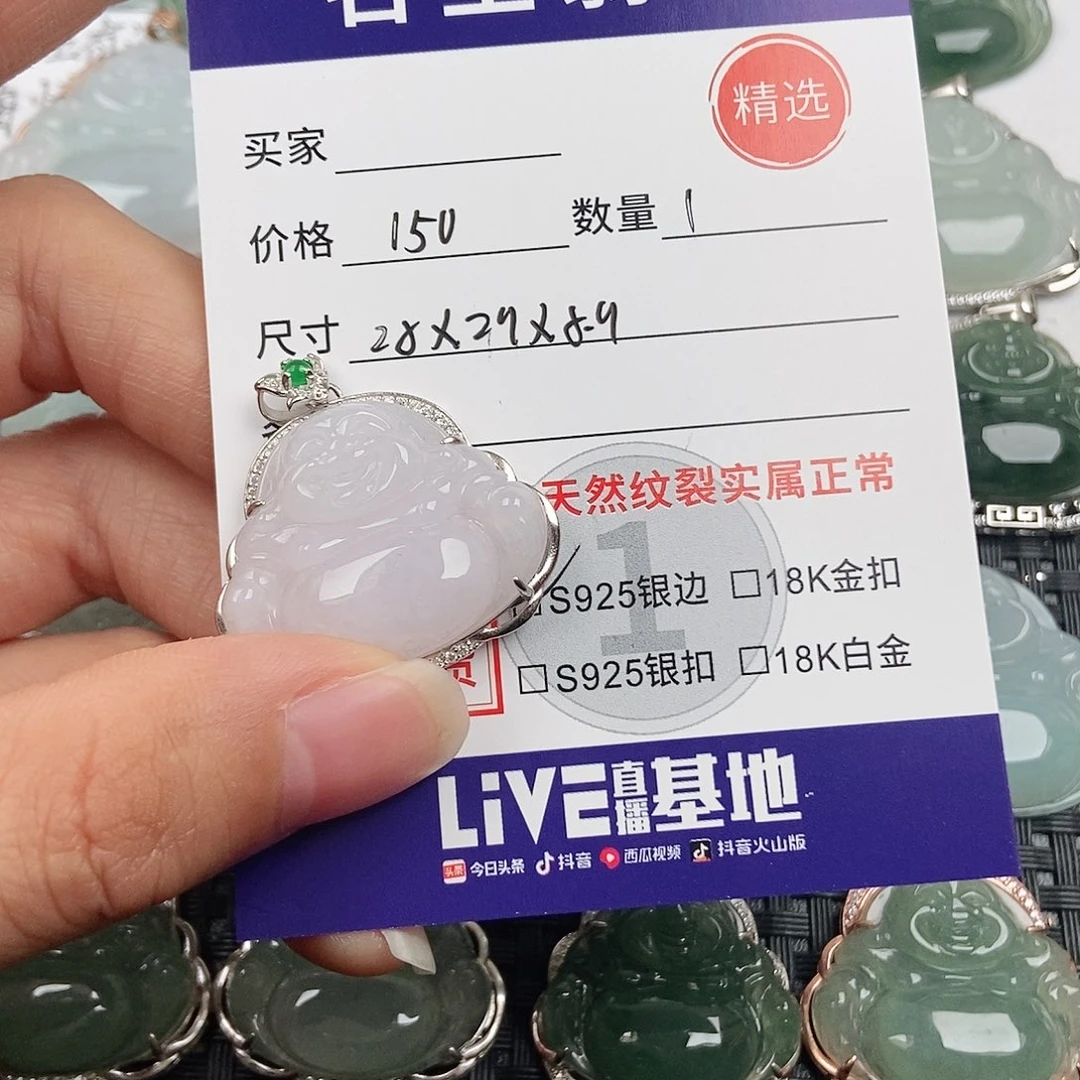 精选
买家
价格 150 数量 1
尺寸 28X29X8.9
天然纹裂实属正常
1
S925银边 18K金扣
S925银扣 18K白金
LiVE直播基地
头条 今日头条 抖音 西瓜视频 抖音火山版